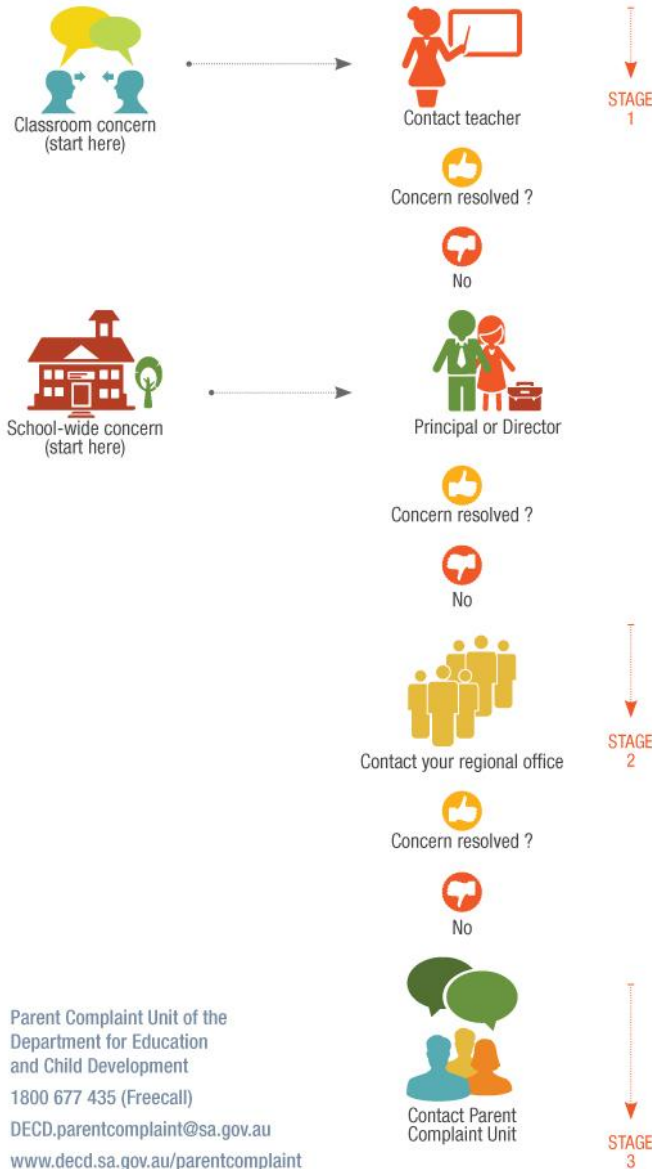 Classroom concern
(start here)
Contact teacher
STAGE
1
Concern resolved ?
No
School-wide concern
(start here)
Principal or Director
Concern resolved ?
No
Contact your regional office
STAGE
2
Concern resolved ?
No
Contact Parent
Complaint Unit
STAGE
3
Parent Complaint Unit of the
Department for Education
and Child Development
1800 677 435 (Freecall)
DECD.parentcomplaint@sa.gov.au
www.decd.sa.gov.au/parentcomplaint